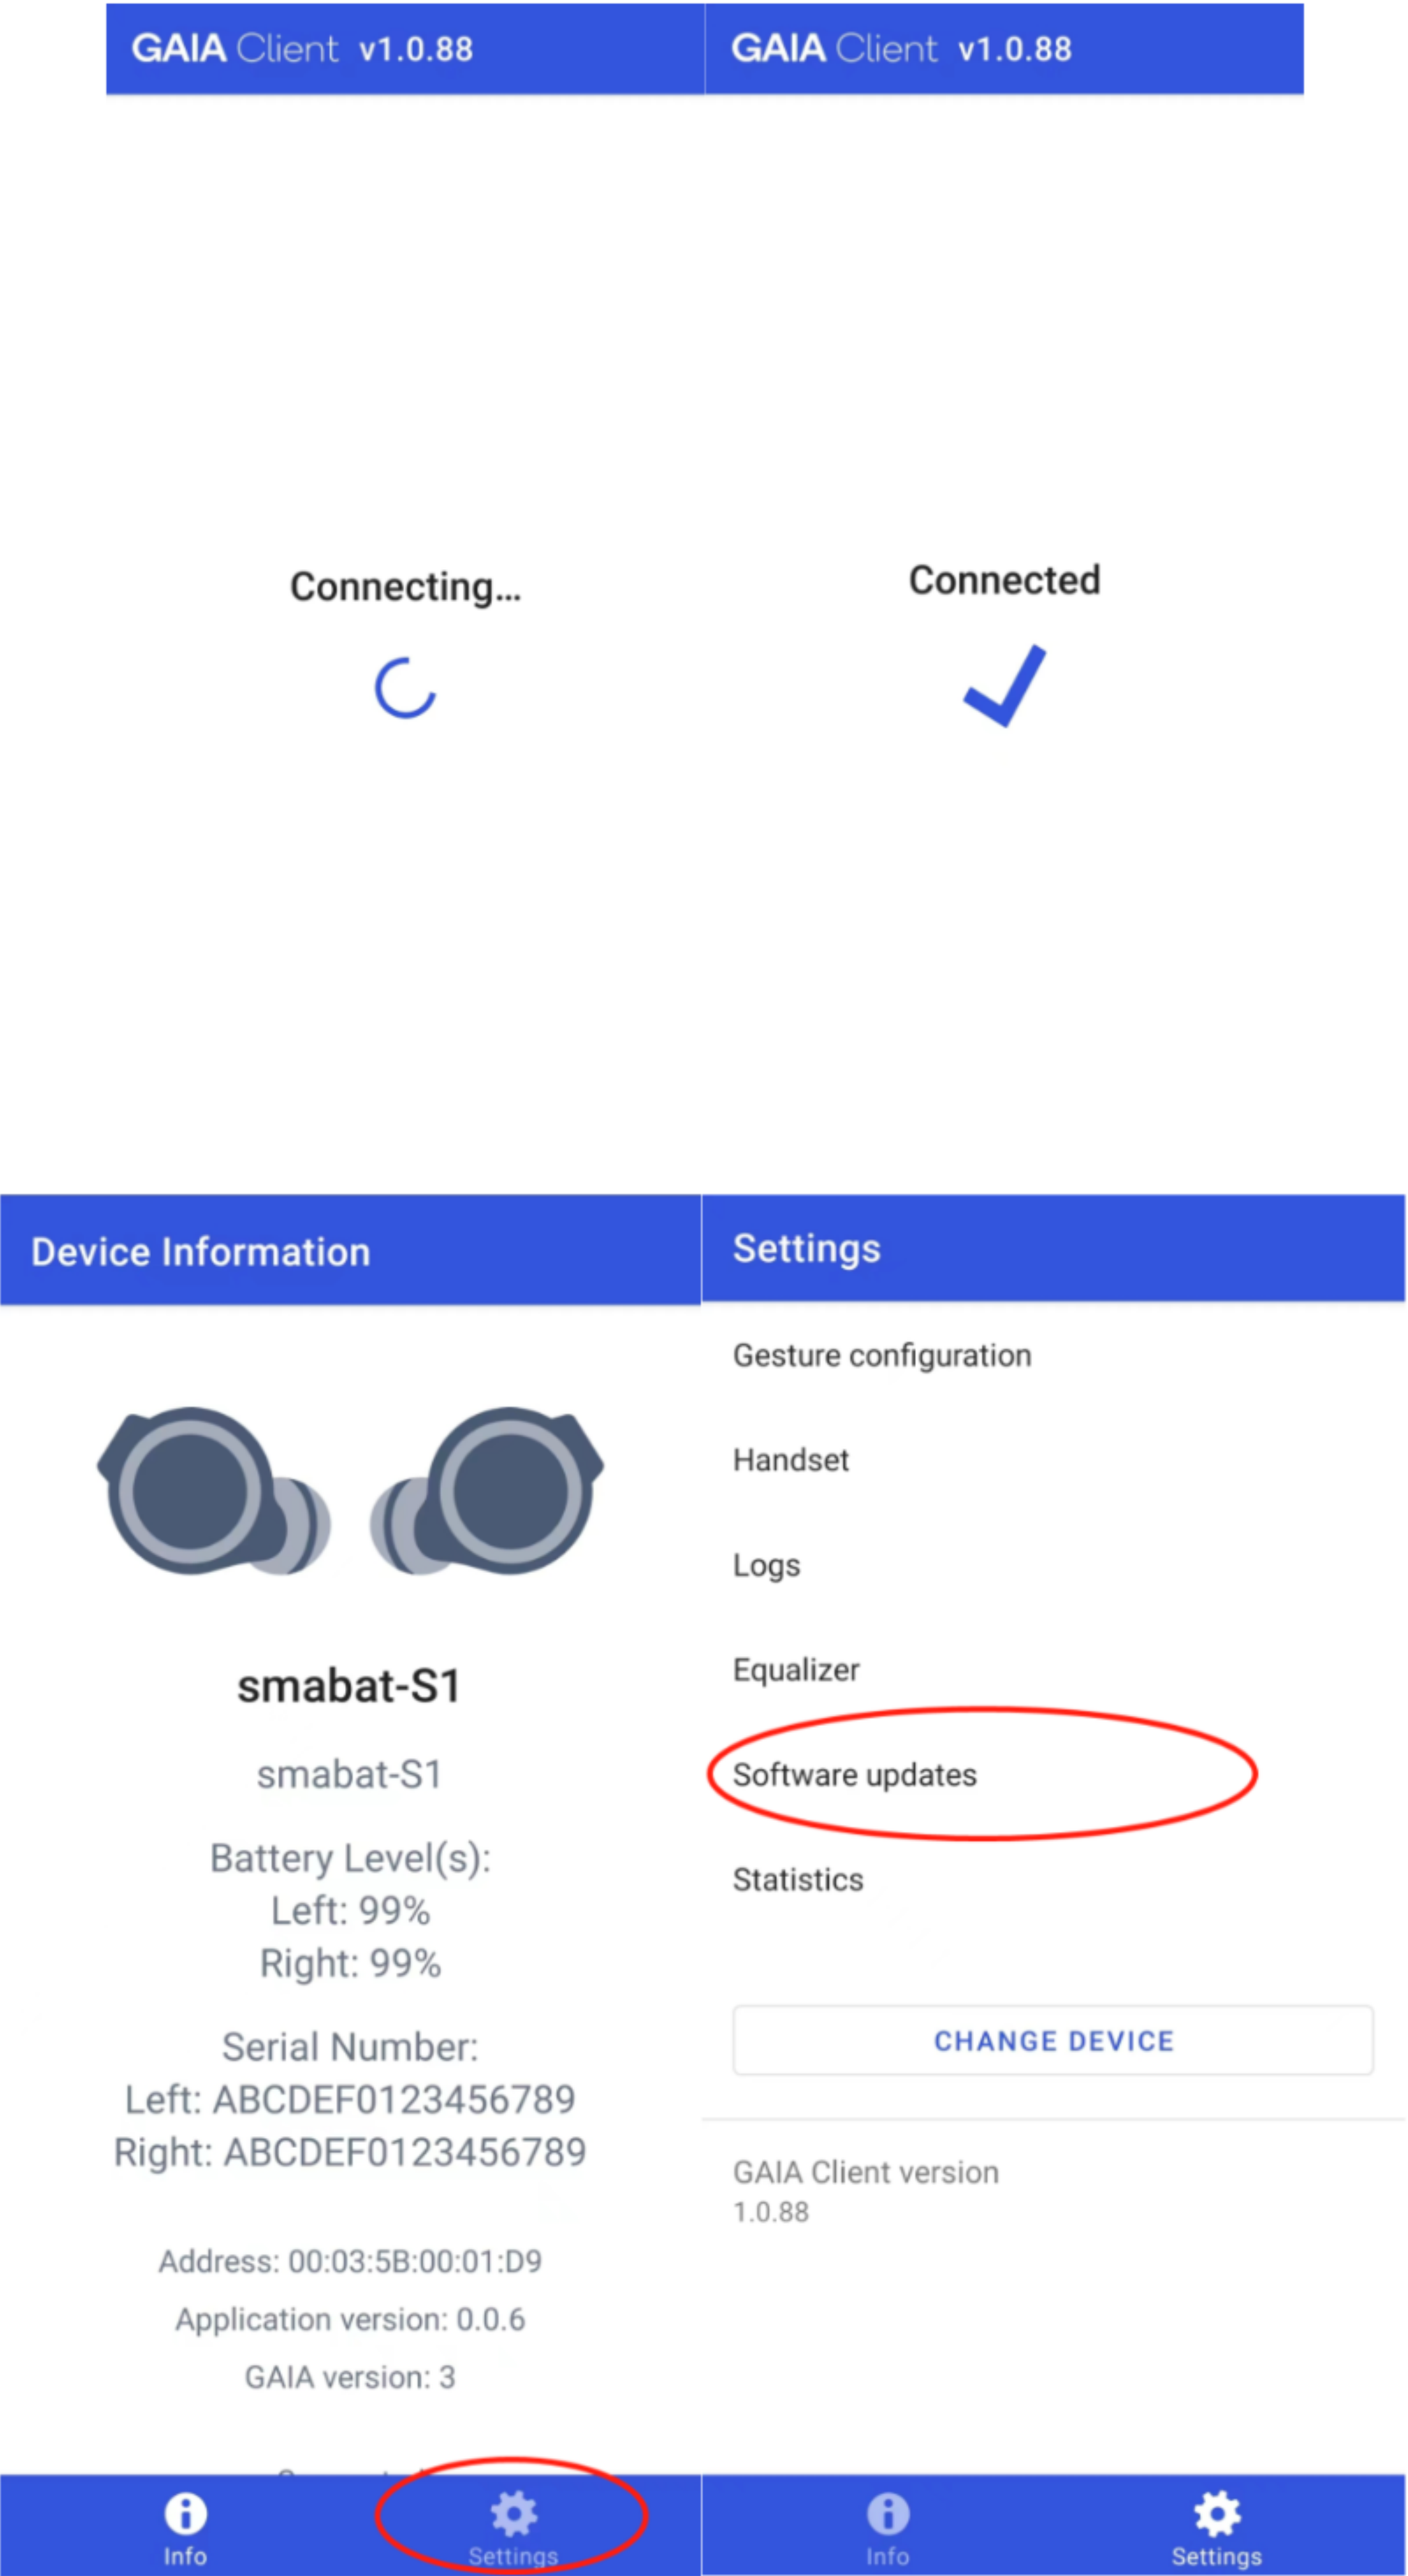 GAIA Client v1.0.88
GAIA Client v1.0.88
Connecting...
Connected
Device Information
smabat-S1
smabat-S1
Battery Level(s):
Left: 99%
Right: 99%
Serial Number:
Left: ABCDEF0123456789
Right: ABCDEF0123456789
Address: 00:03:5B:00:01:D9
Application version: 0.0.6
GAIA version: 3
Info
Settings
Settings
Gesture configuration
Handset
Logs
Equalizer
Software updates
Statistics
CHANGE DEVICE
GAIA Client version
1.0.88
Info
Settings